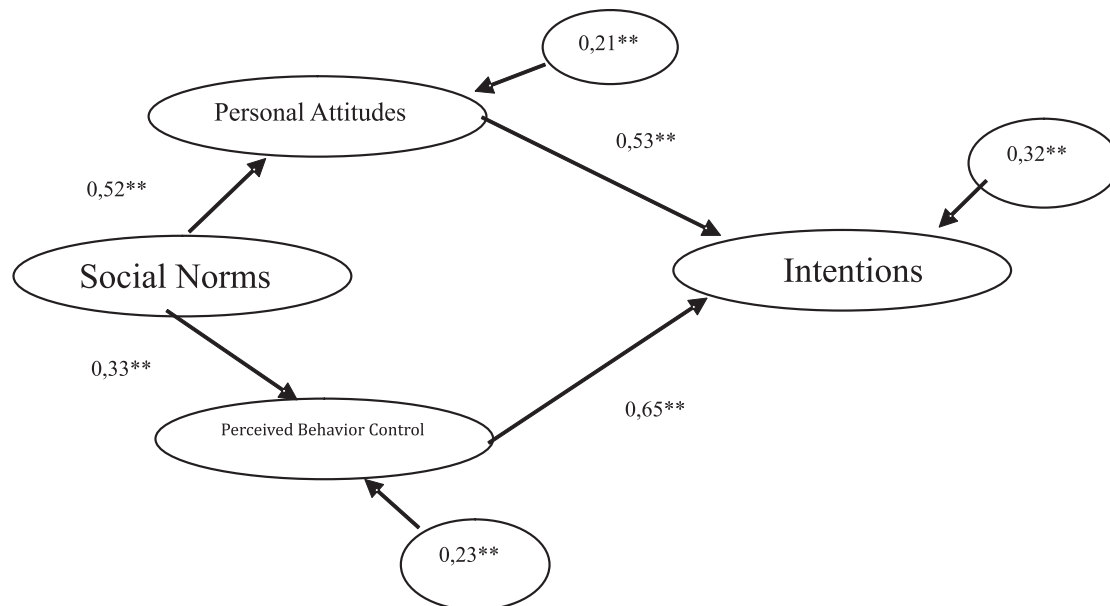 0,21**
Personal Attitudes
0,53**
0,32**
0,52**
Social Norms
Intentions
0,33**
0,65**
Perceived Behavior Control
0,23**